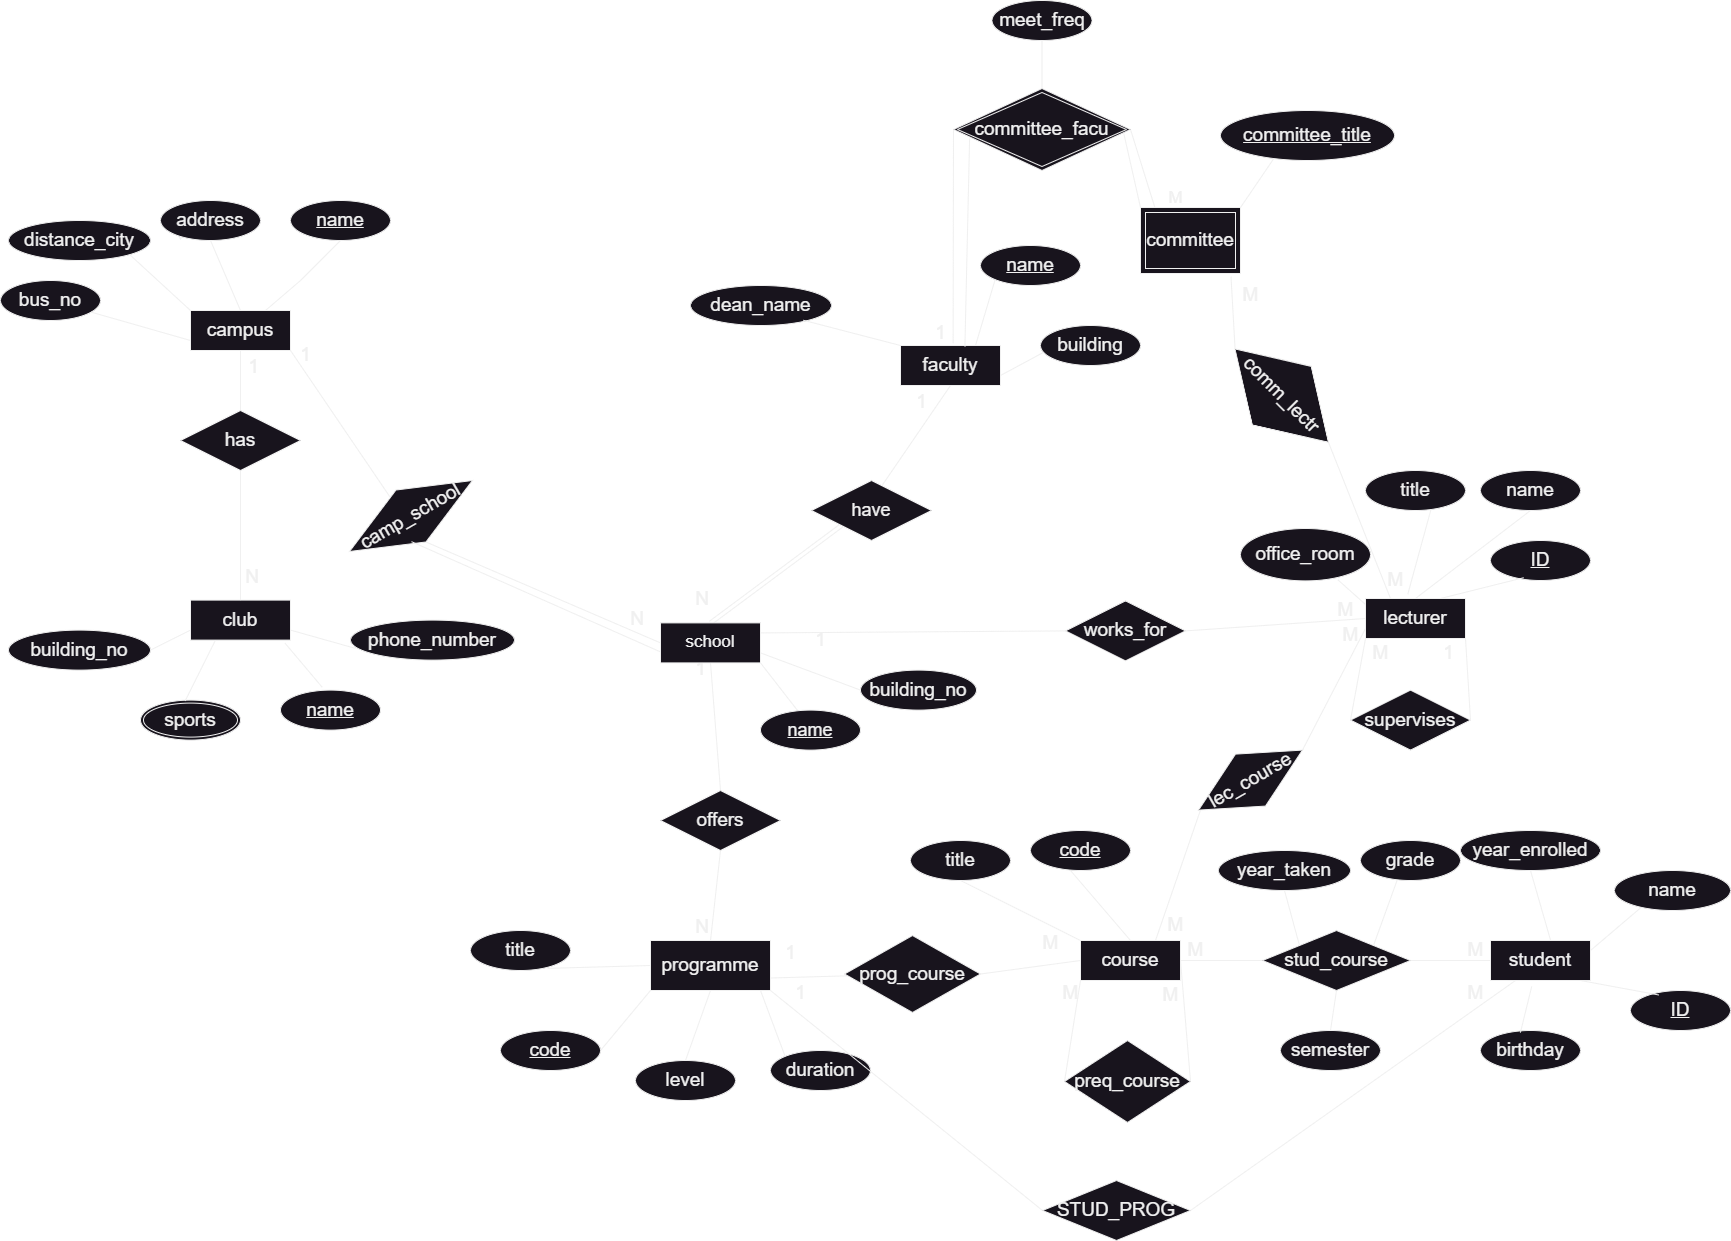 meet_freq
committee_facu
committee_title
M
committee
address
name
distance_city
bus_no
campus
1
1
name
dean_name
building
1
faculty
1
M
comm_lectr
has
camp_school
have
title
name
office_room
ID
M
lecturer
M
M
M
1
supervises
N
club
building_no
phone_number
sports
name
N
N
school
1
1
works_for
building_no
name
offers
lec_course
N
title
programme
code
level
duration
1
1
prog_course
title
code
M
course
M
M
M
M
preq_course
year_taken
grade
stud_course
semester
year_enrolled
name
M
student
M
ID
birthday
STUD_PROG